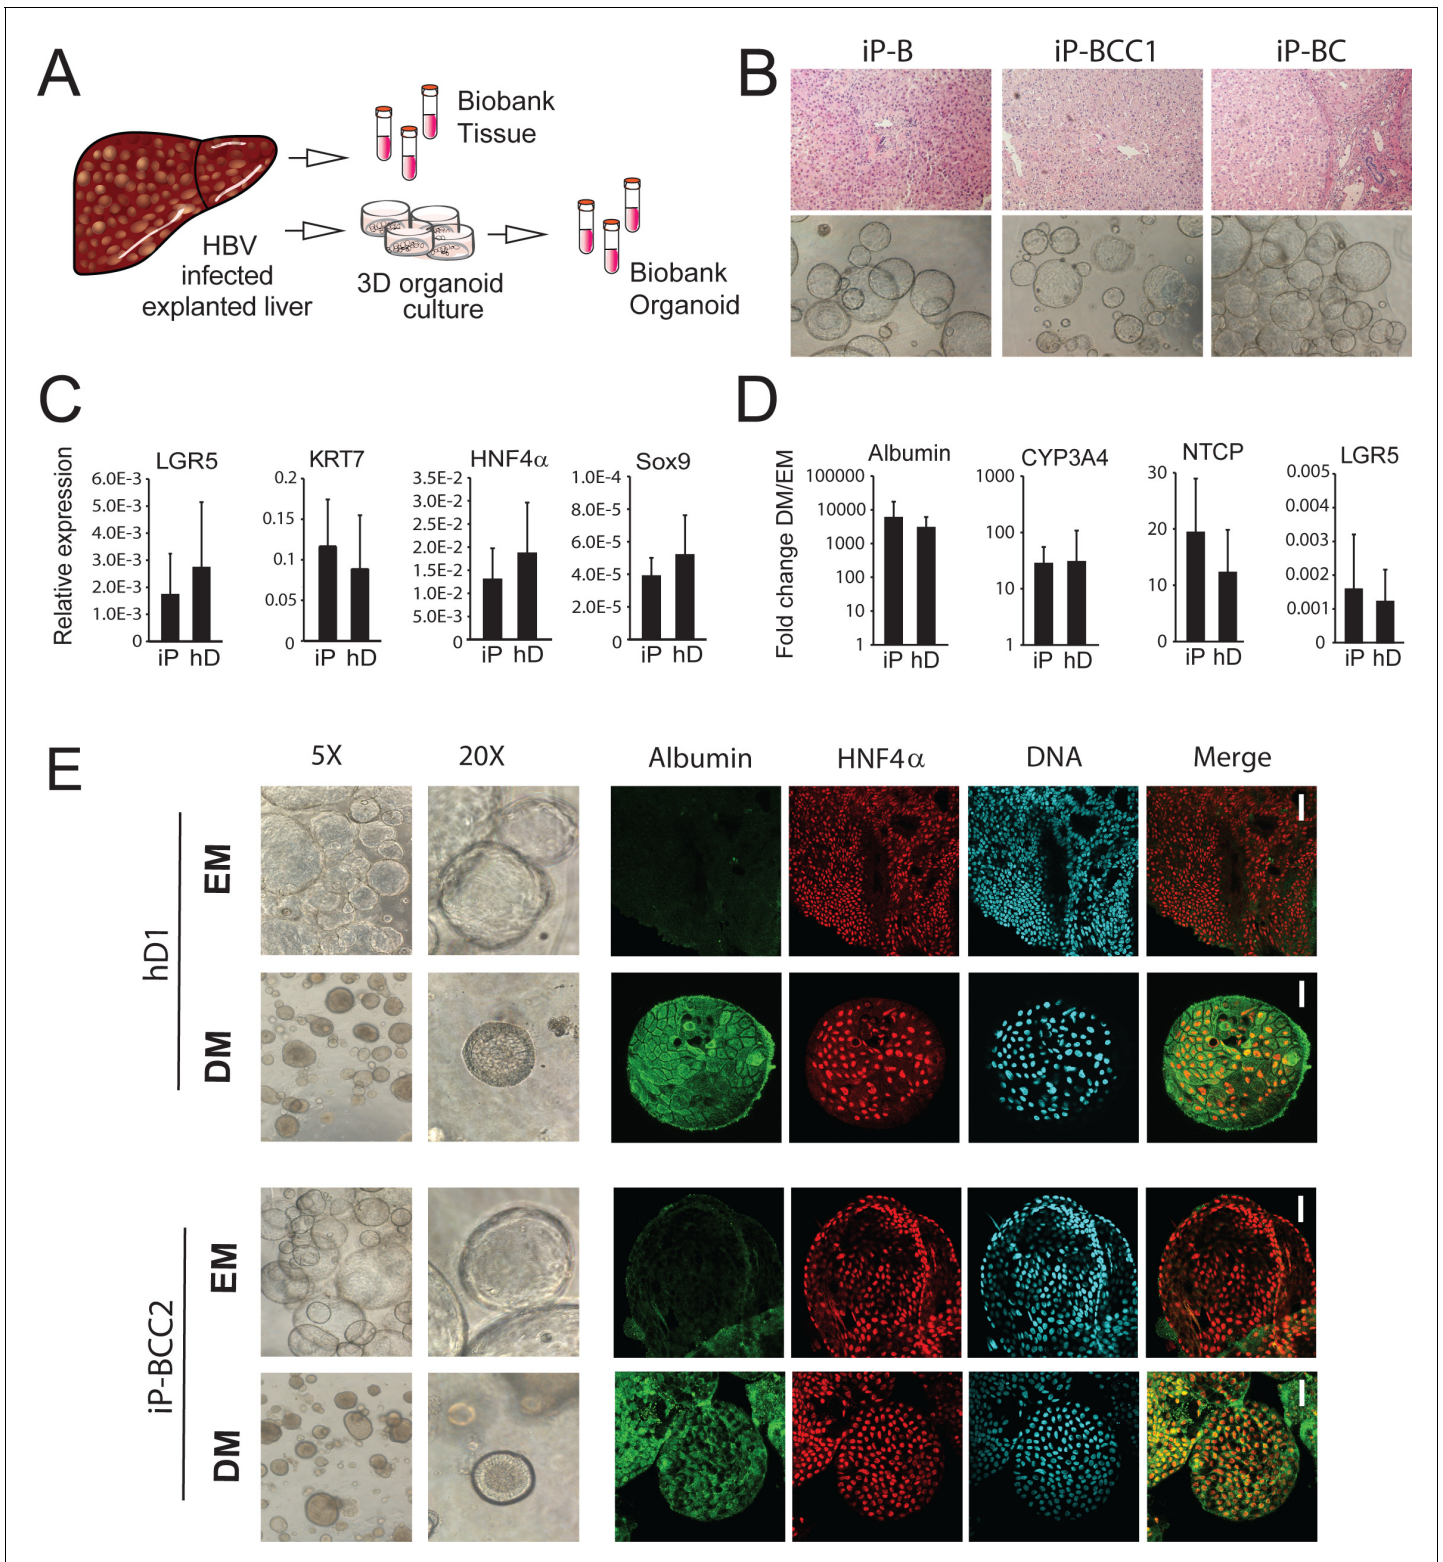 A
Biobank
Tissue
HBV
infected
explanted liver
3D organoid
culture
Biobank
Organoid
B
iP-B
iP-BCC1
iP-BC
C
Relative expression
LGR5
6.0E-3
5.0E-3
4.0E-3
3.0E-3
2.0E-3
1.0E-3
0
iP hD
KRT7
0.2
0.15
0.1
0.05
0
iP hD
HNF4α
3.5E-2
3.0E-2
2.5E-2
2.0E-2
1.5E-2
1.0E-2
5.0E-3
0
iP hD
Sox9
1.0E-4
8.0E-5
6.0E-5
4.0E-5
2.0E-5
0
iP hD
D
Fold change DM/EM
Albumin
100000
10000
1000
100
10
1
iP hD
CYP3A4
1000
100
10
1
iP hD
NTCP
30
20
10
0
iP hD
LGR5
0.005
0.004
0.003
0.002
0.001
0
iP hD
E
5X
20X
Albumin
HNF4α
DNA
Merge
hD1
EM
DM
iP-BCC2
EM
DM